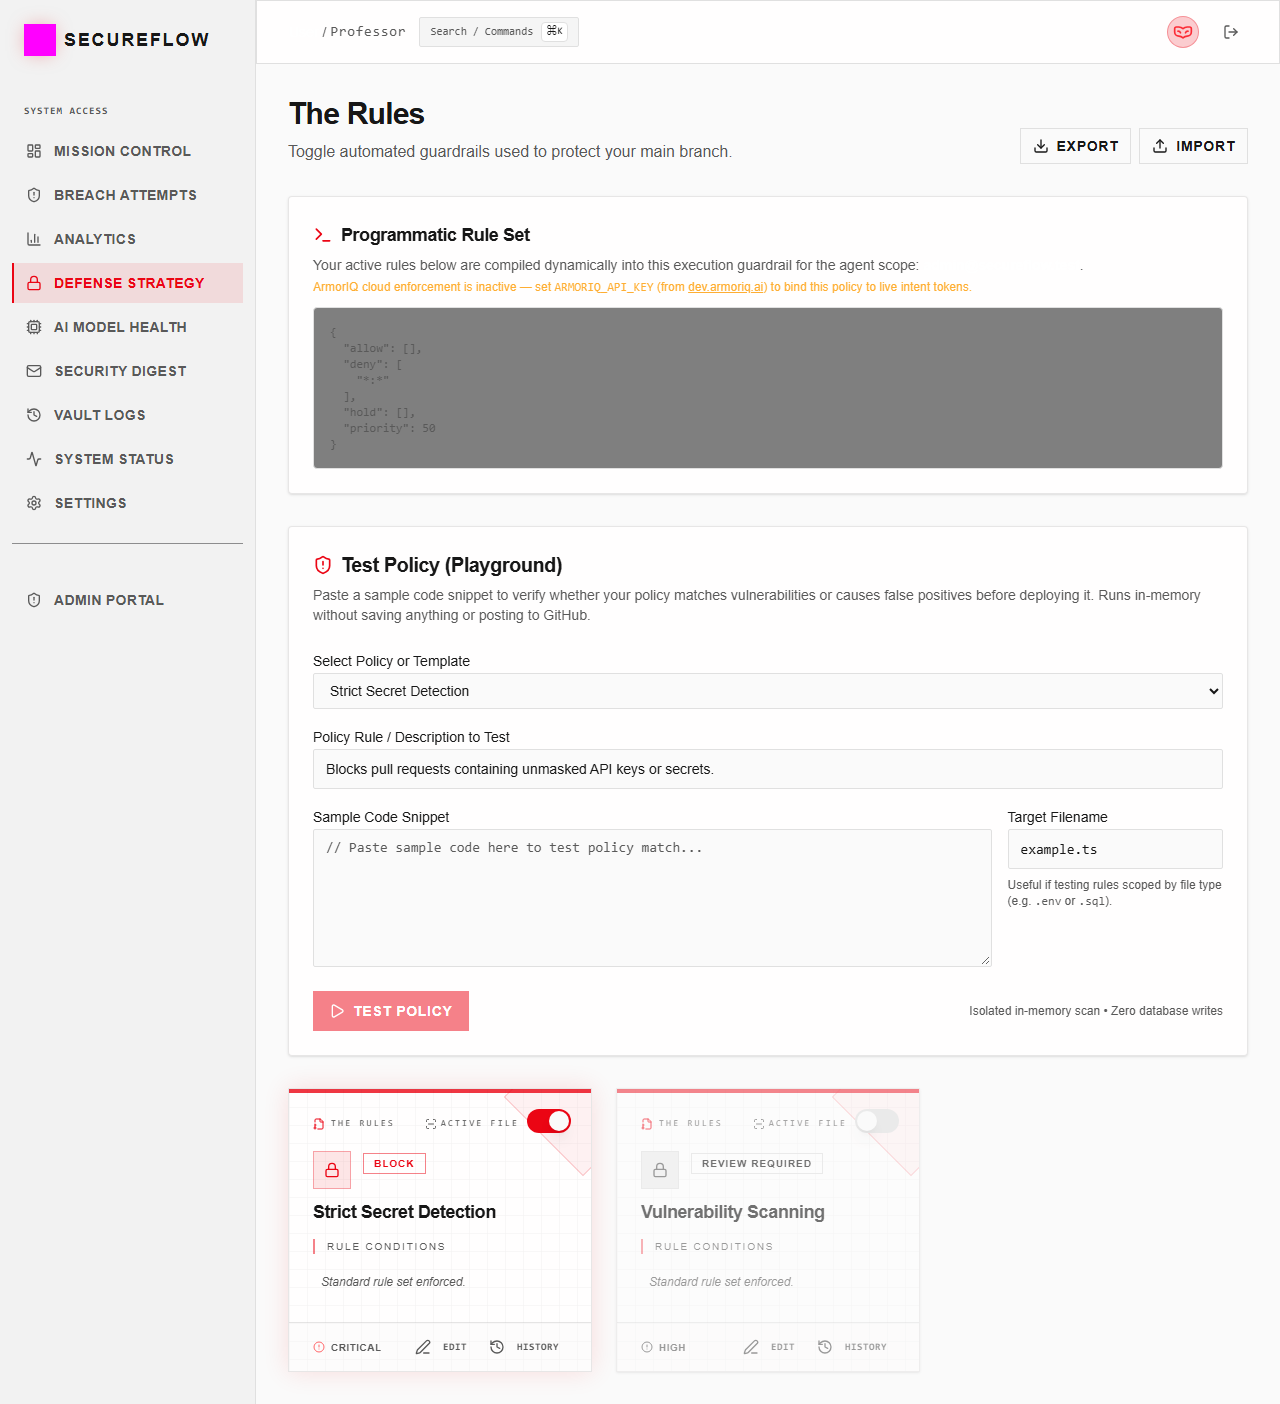 SECUREFLOW
/Professor
Search / Commands ⌘K
SYSTEM ACCESS
MISSION CONTROL
BREACH ATTEMPTS
ANALYTICS
DEFENSE STRATEGY
AI MODEL HEALTH
SECURITY DIGEST
VAULT LOGS
SYSTEM STATUS
SETTINGS
ADMIN PORTAL
The Rules
Toggle automated guardrails used to protect your main branch.
EXPORT
IMPORT
Programmatic Rule Set
Your active rules below are compiled dynamically into this execution guardrail for the agent scope: .
ArmorIQ cloud enforcement is inactive — set ARMORIQ_API_KEY (from dev.armoriq.ai) to bind this policy to live intent tokens.
{
"allow": [],
"deny": [
"*:*"
],
"hold": [],
"priority": 50
}
Test Policy (Playground)
Paste a sample code snippet to verify whether your policy matches vulnerabilities or causes false positives before deploying it. Runs in-memory
without saving anything or posting to GitHub.
Select Policy or Template
Strict Secret Detection
Policy Rule / Description to Test
Blocks pull requests containing unmasked API keys or secrets.
Sample Code Snippet
// Paste sample code here to test policy match...
Target Filename
example.ts
Useful if testing rules scoped by file type
(e.g. .env or .sql).
TEST POLICY
Isolated in-memory scan • Zero database writes
THE RULES
ACTIVE FILE
BLOCK
Strict Secret Detection
RULE CONDITIONS
Standard rule set enforced.
CRITICAL
EDIT
HISTORY
THE RULES
ACTIVE FILE
REVIEW REQUIRED
Vulnerability Scanning
RULE CONDITIONS
Standard rule set enforced.
HIGH
EDIT
HISTORY